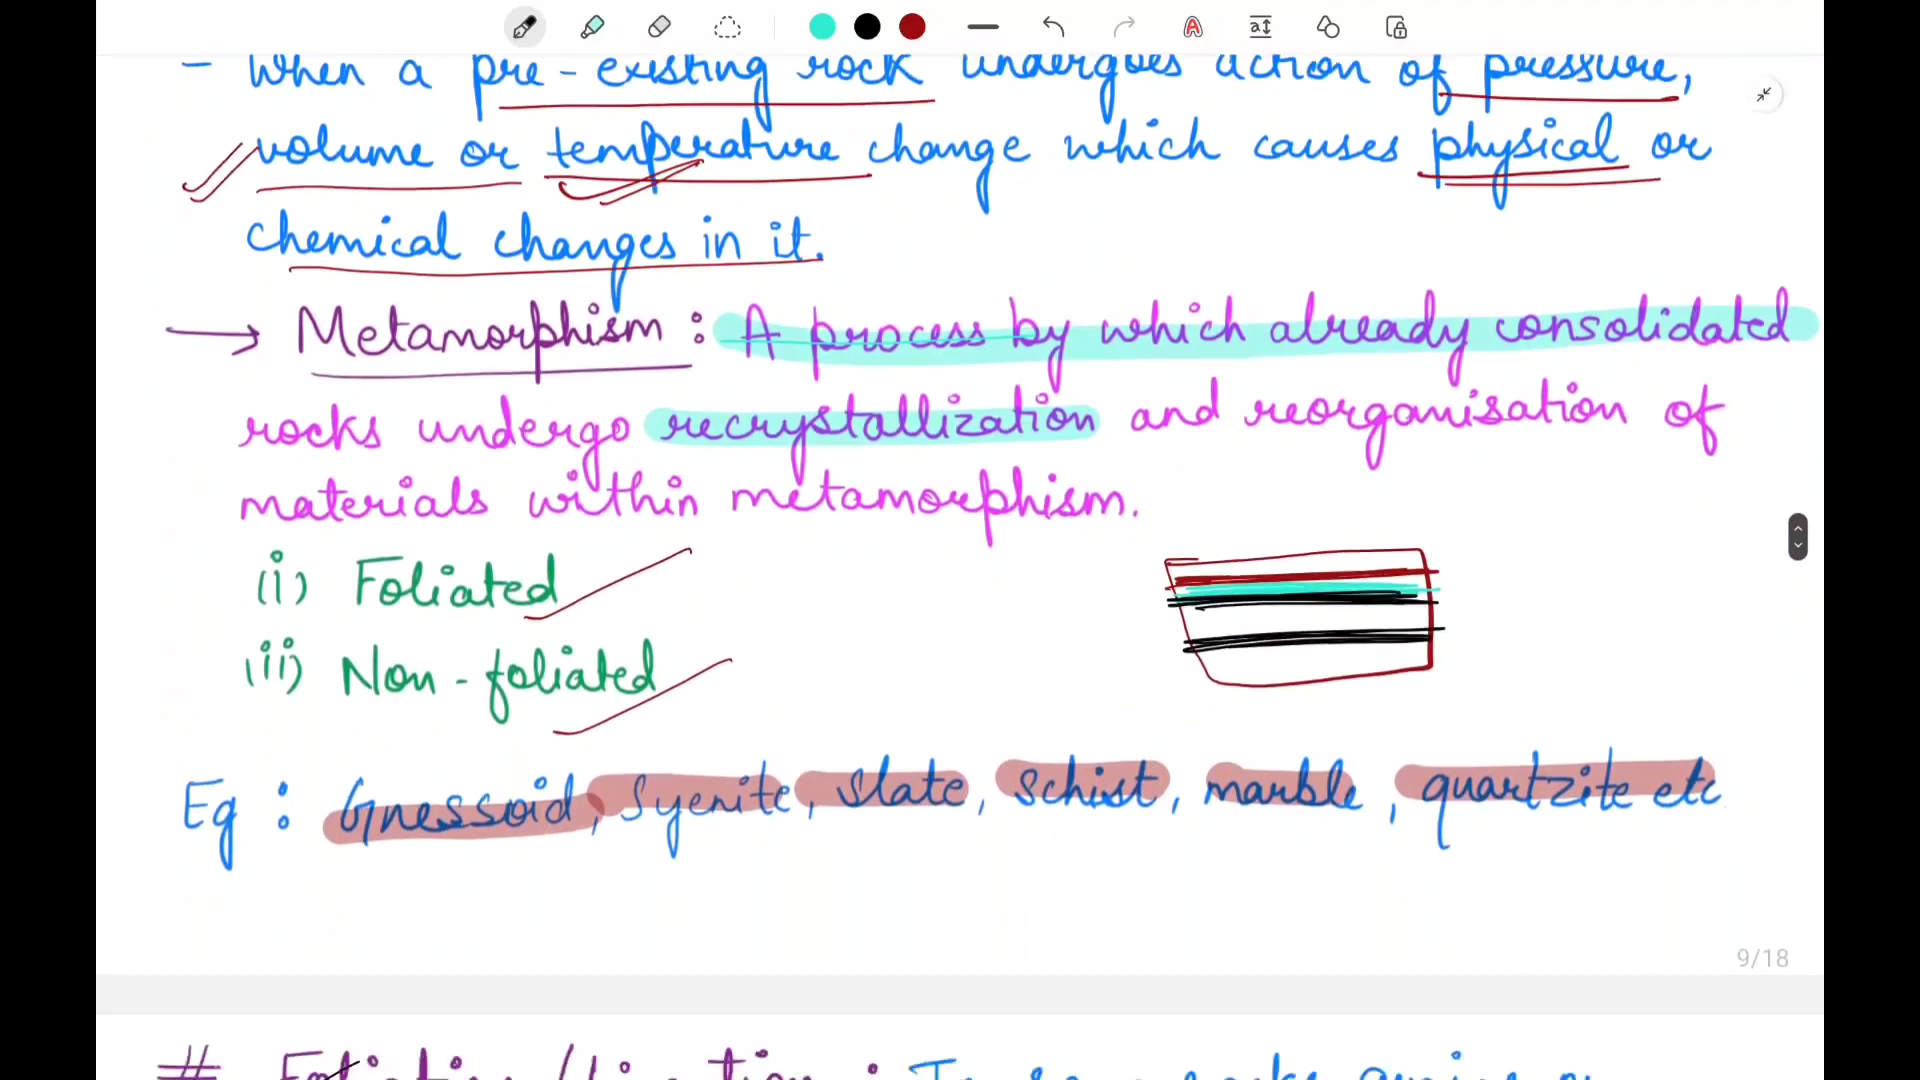 - When a pre-existing rock undergoes action of pressure,
volume or temperature change which causes physical or
chemical changes in it.
→ Metamorphism : A process by which already consolidated
rocks undergo recrystallization and reorganisation of
materials within metamorphism.
(i) Foliated
(ii) Non-foliated
Eg : Gnessoid, Syenite, Slate, Schist, marble, quartzite etc
9/18